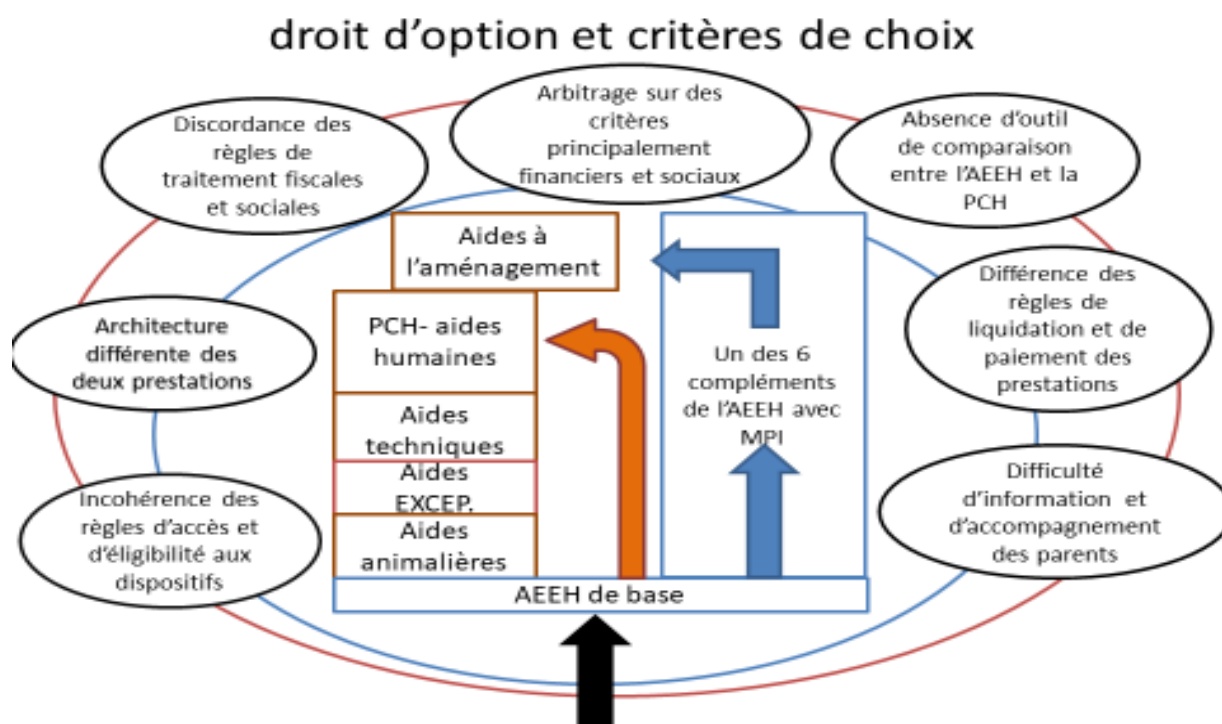 droit d'option et critères de choix
Arbitrage sur des
critères
principalement
financiers et sociaux
Discordance des
règles de
traitement fiscales
et sociales
Absence d'outil
de comparaison
entre l'AEEH et la
PCH
Architecture
différente des
deux prestations
Différence des
règles de
liquidation et de
paiement des
prestations
Incohérence des
règles d'accès et
d'éligibilité aux
dispositifs
Difficulté
d'information et
d'accompagnement
des parents
Aides à
l'aménagement
PCH- aides
humaines
Aides
techniques
Aides
EXCEP.
Aides
animalières
Un des 6
compléments
de l'AEEH avec
MPI
AEEH de base